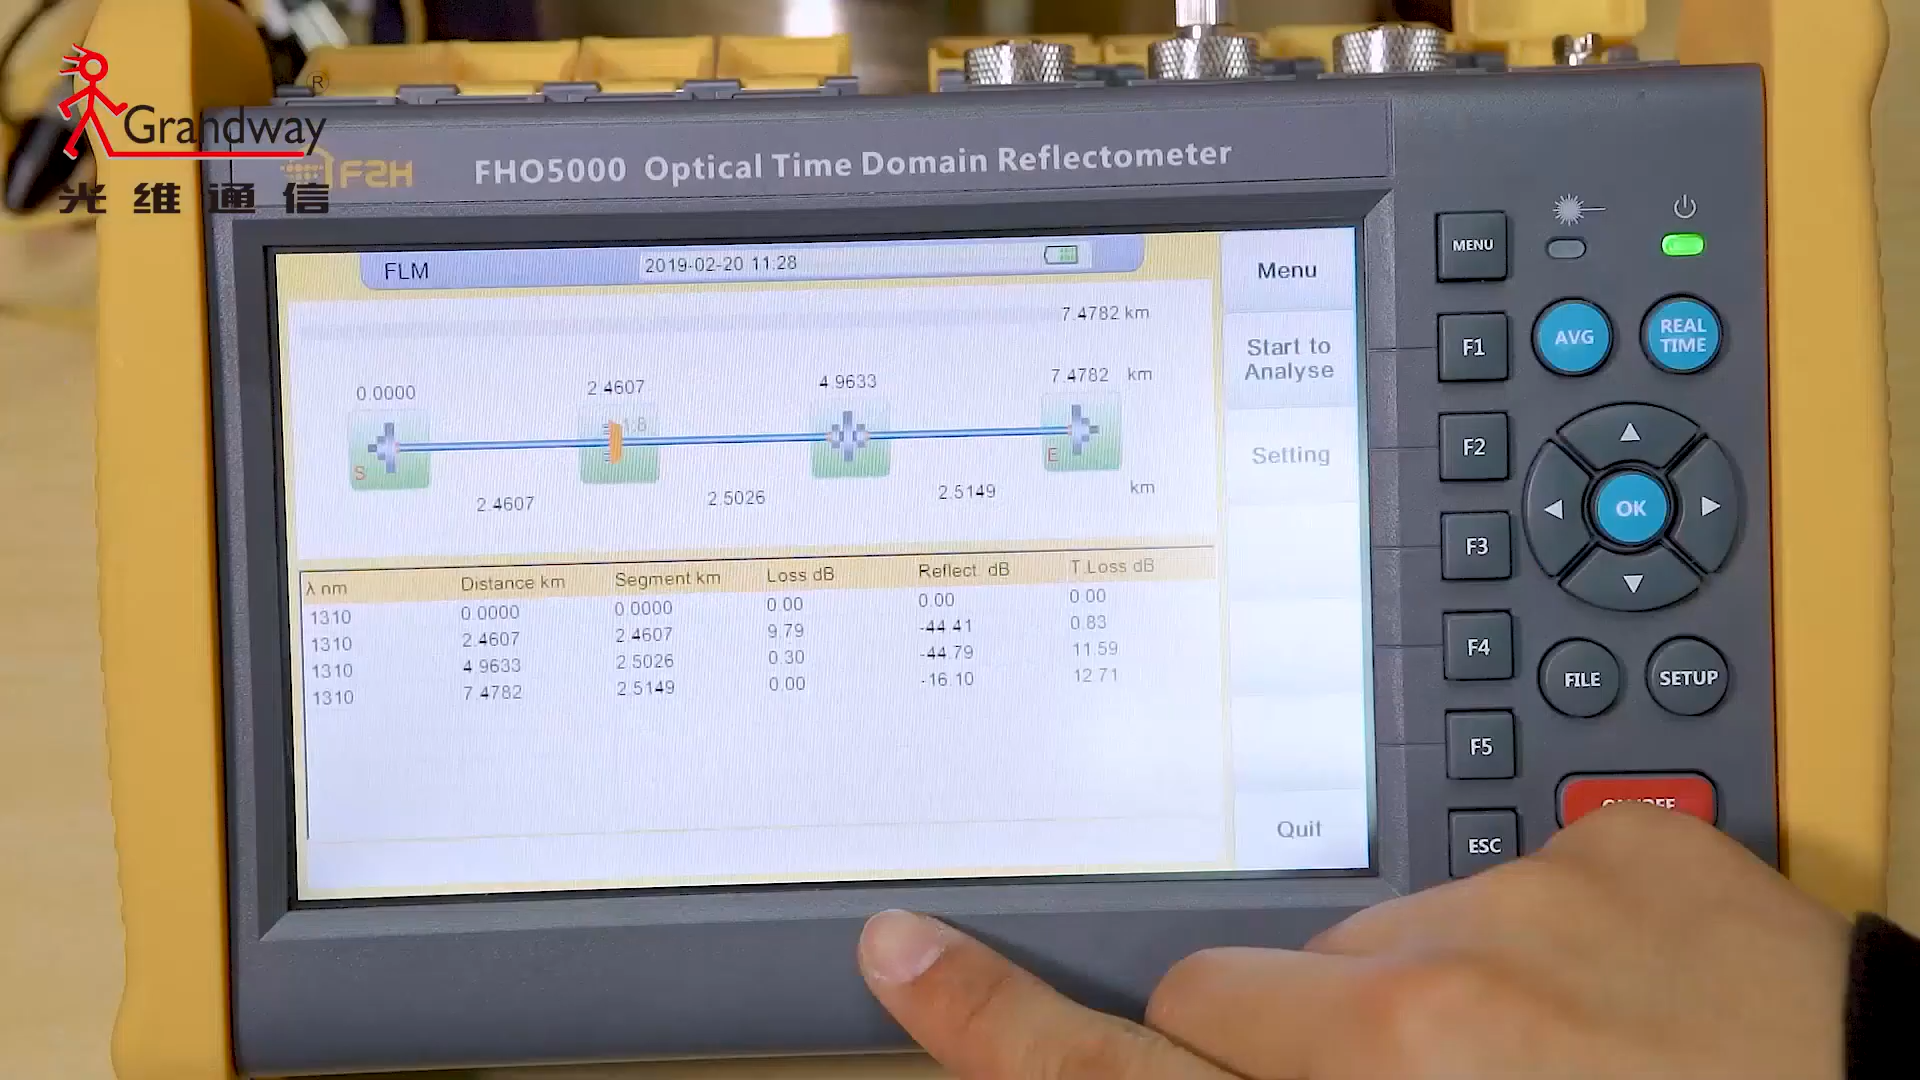 Grandway ®
光维通信
F2H
FHO5000 Optical Time Domain Reflectometer
FLM 2019-02-20 11:28
7.4782 km
0.0000 2.4607 4.9633 7.4782 km
1:8
S E
2.4607 2.5026 2.5149 km
λ nm Distance km Segment km Loss dB Reflect. dB T.Loss dB
1310 0.0000 0.0000 0.00 0.00 0.00
1310 2.4607 2.4607 9.79 -44.41 0.83
1310 4.9633 2.5026 0.30 -44.79 11.59
1310 7.4782 2.5149 0.00 -16.10 12.71
Menu
Start to
Analyse
Setting
Quit
MENU
F1
F2
F3
F4
F5
ESC
AVG
REAL
TIME
OK
FILE
SETUP